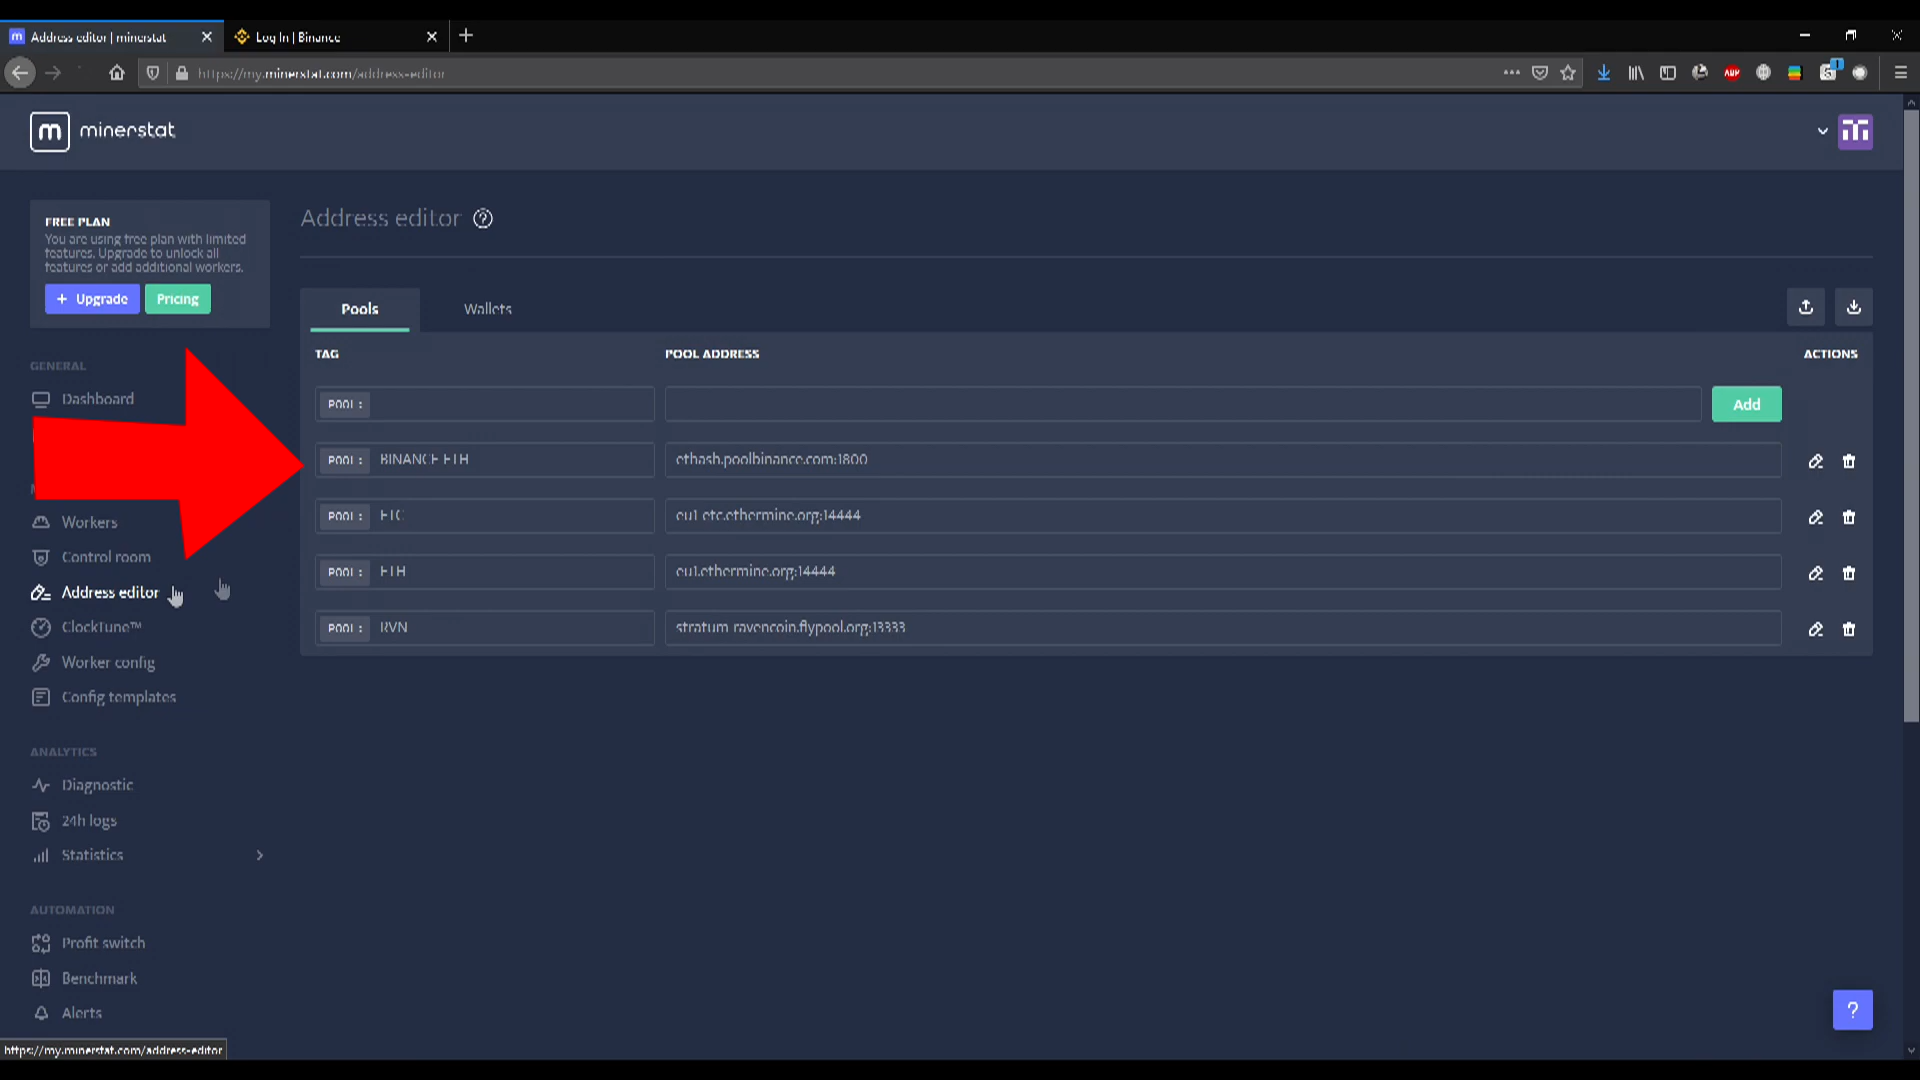 Address editor | minerstat
Log In | Binance
https://my.minerstat.com/address-editor
ABP
1
m minerstat
FREE PLAN
You are using free plan with limited
features. Upgrade to unlock all
features or add additional workers.
+ Upgrade
Pricing
Address editor ?
Pools
Wallets
TAG
POOL ADDRESS
ACTIONS
POOL:
Add
POOL: BINANCE-ETH
ethash.poolbinance.com:1800
POOL: ETC
eu1-etc.ethermine.org:14444
POOL: ETH
eu1.ethermine.org:14444
POOL: RVN
stratum-ravencoin.flypool.org:13333
GENERAL
Dashboard
Workers
Control room
Address editor
ClockTune™
Worker config
Config templates
ANALYTICS
Diagnostic
24h logs
Statistics
AUTOMATION
Profit switch
Benchmark
Alerts
?
https://my.minerstat.com/address-editor